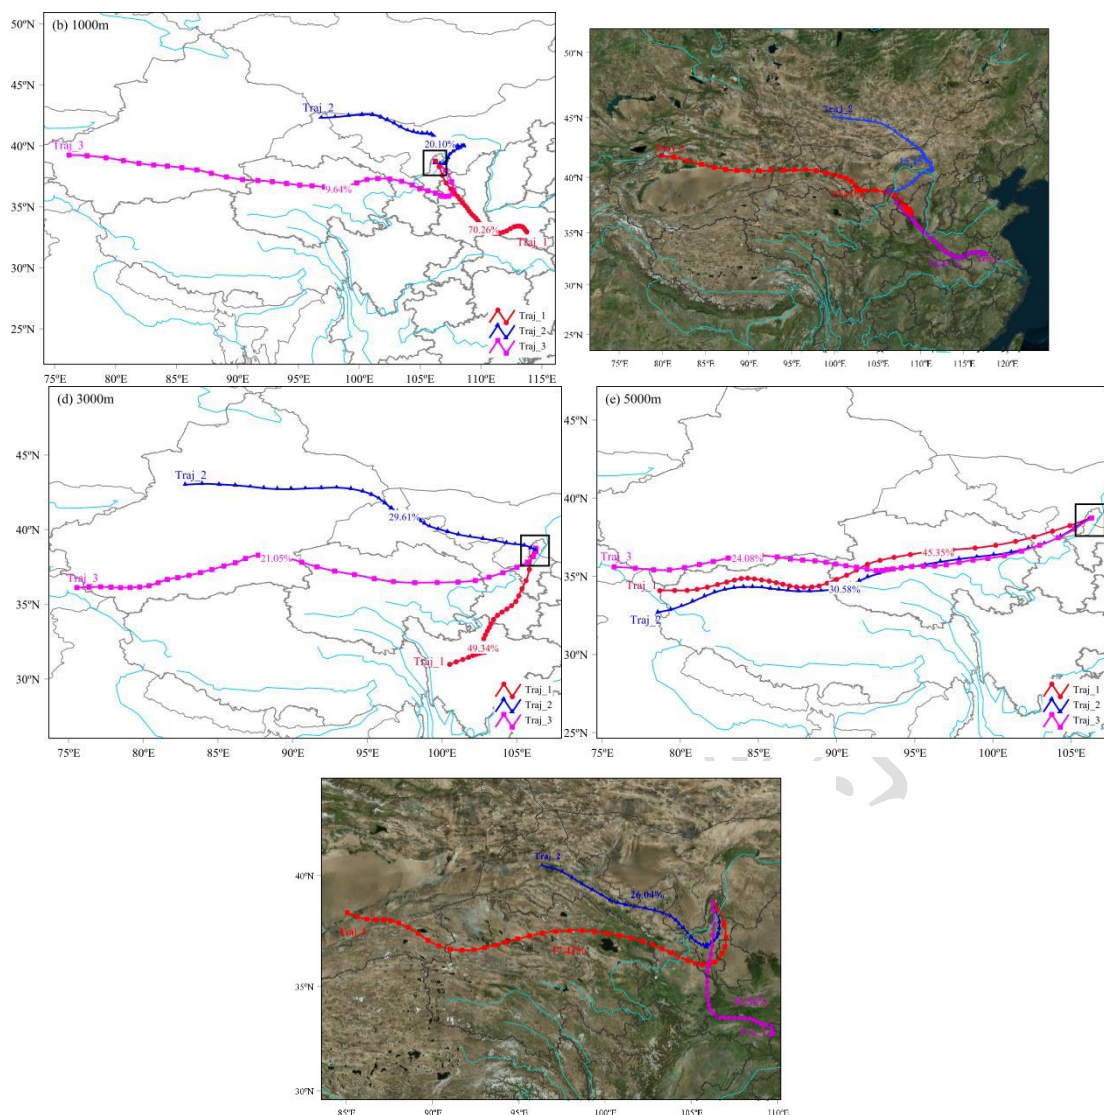 (b) 1000m
50°N
45°N
40°N
35°N
30°N
25°N
Traj_2
20.10%
Traj_3
9.64%
70.26%
Traj_1
Traj_1
Traj_2
Traj_3
75°E
80°E
85°E
90°E
95°E
100°E
105°E
110°E
115°E
50°N
45°N
40°N
35°N
30°N
25°N
Traj_2
75°E
80°E
85°E
90°E
95°E
100°E
105°E
110°E
115°E
120°E
(d) 3000m
45°N
40°N
35°N
30°N
Traj_2
29.61%
21.05%
Traj_3
49.34%
Traj_1
Traj_1
Traj_2
Traj_3
75°E
80°E
85°E
90°E
95°E
100°E
105°E
(e) 5000m
45°N
40°N
35°N
30°N
25°N
Traj_3
24.08%
45.35%
Traj_1
30.58%
Traj_2
Traj_1
Traj_2
Traj_3
75°E
80°E
85°E
90°E
95°E
100°E
105°E
40°N
35°N
30°N
Traj_2
26.04%
85°E
90°E
95°E
100°E
105°E
110°E